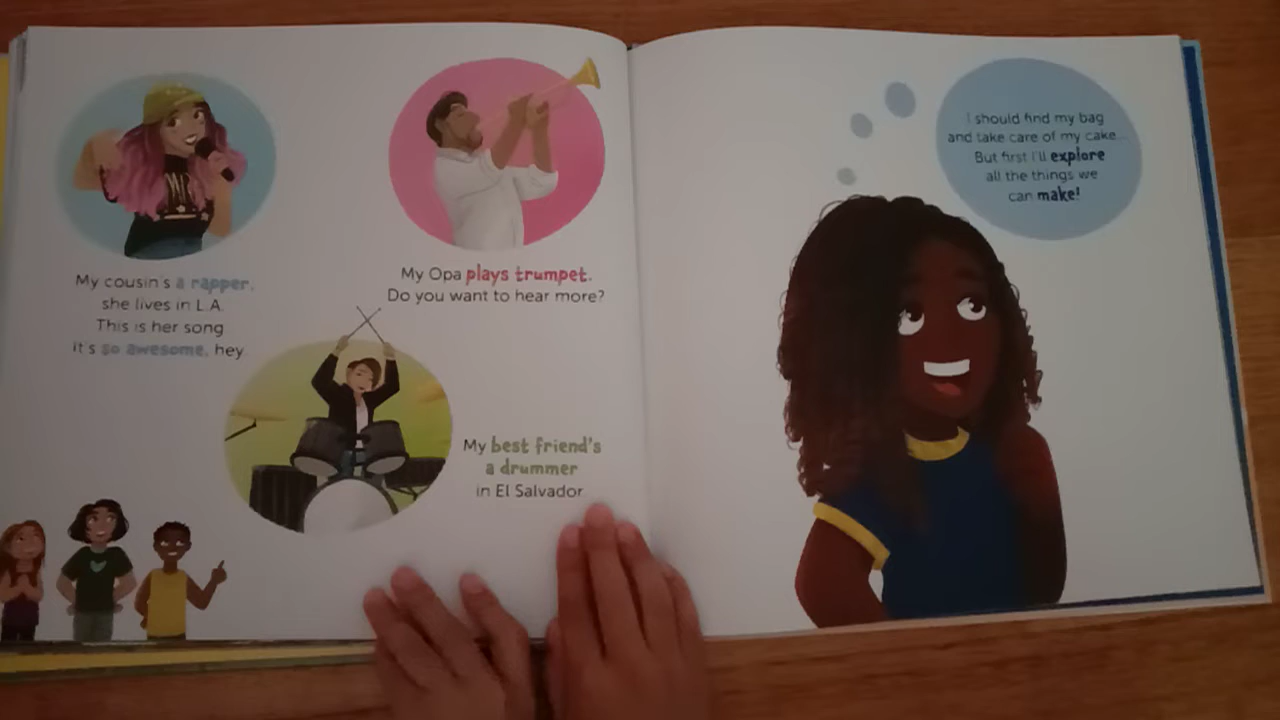 My cousin's a rapper,
she lives in L.A.
This is her song
it's so awesome, hey
My Opa plays trumpet.
Do you want to hear more?
My best friend's
a drummer
in El Salvador
I should find my bag
and take care of my cake...
But first I'll explore
all the things we
can make!